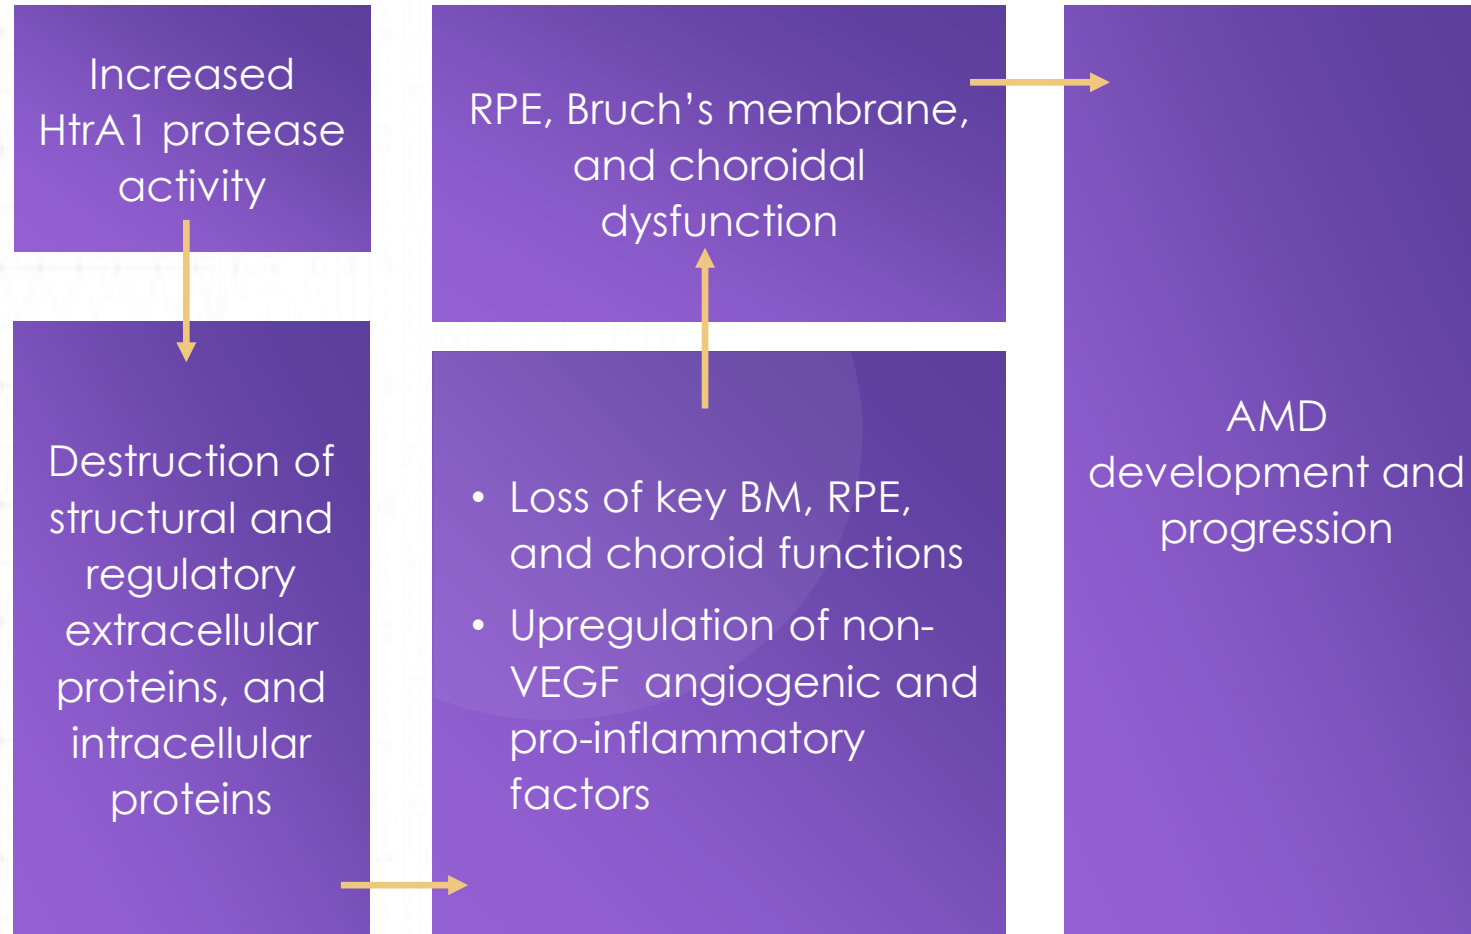 Increased
HtrA1 protease
activity
Destruction of
structural and
regulatory
extracellular
proteins, and
intracellular
proteins
• Loss of key BM, RPE,
and choroid functions
• Upregulation of non-
VEGF  angiogenic and
pro-inflammatory
factors
RPE, Bruch’s membrane,
and choroidal
dysfunction
AMD
development and
progression